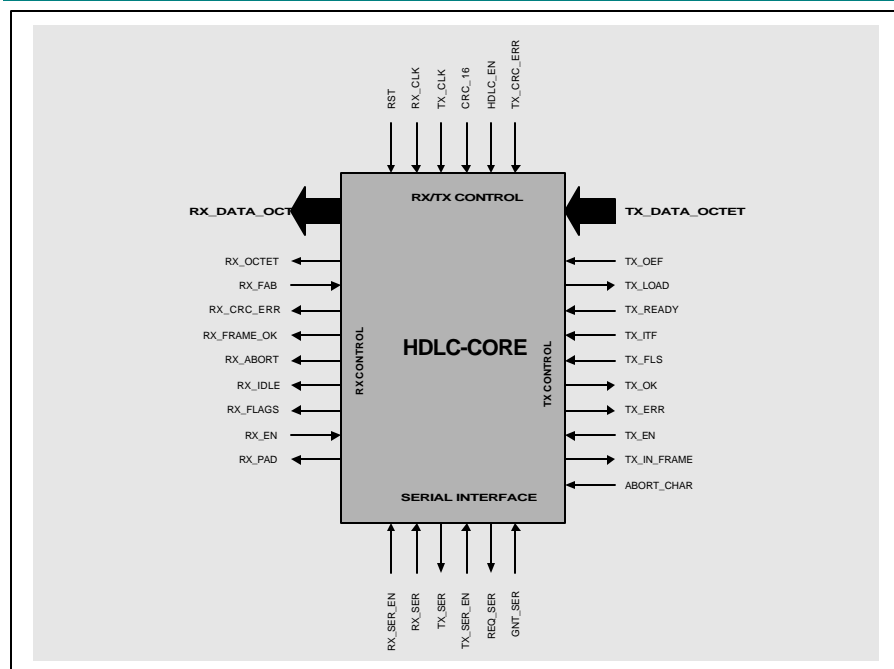 RST
RX_CLK
TX_CLK
CRC_16
HDLC_EN
TX_CRC_ERR
RX/TX CONTROL
RX_DATA_OCT
TX_DATA_OCTET
RX_OCTET
RX_FAB
RX_CRC_ERR
RX_FRAME_OK
RX_ABORT
RX_IDLE
RX_FLAGS
RX_EN
RX_PAD
RX CONTROL
HDLC-CORE
TX CONTROL
TX_OEF
TX_LOAD
TX_READY
TX_ITF
TX_FLS
TX_OK
TX_ERR
TX_EN
TX_IN_FRAME
ABORT_CHAR
SERIAL INTERFACE
RX_SER_EN
RX_SER
TX_SER
TX_SER_EN
REQ_SER
GNT_SER